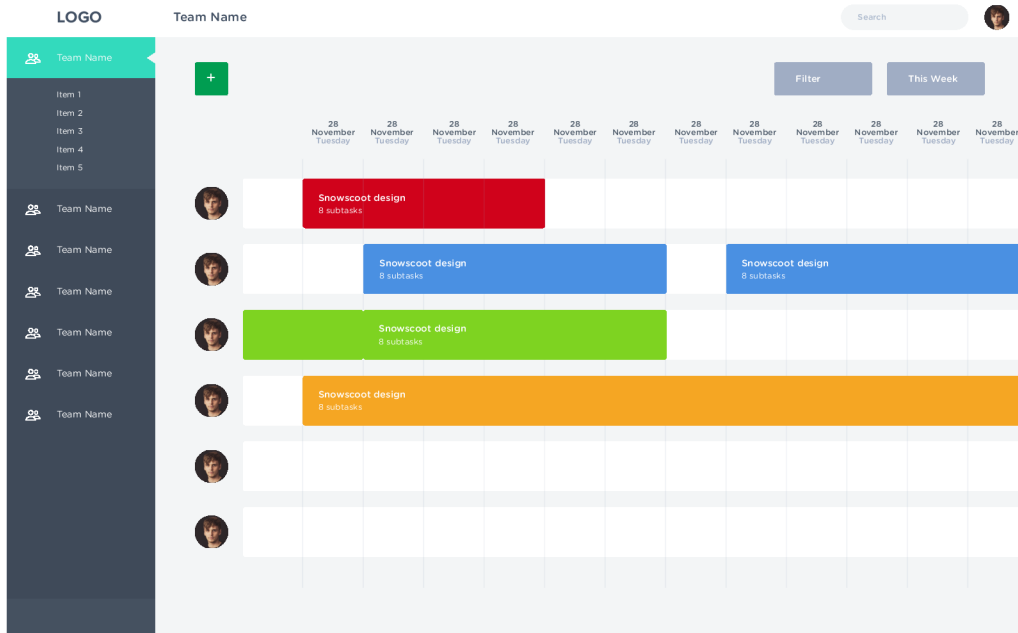 LOGO
Team Name
Search
Team Name
Item 1
Item 2
Item 3
Item 4
Item 5
Team Name
Team Name
Team Name
Team Name
Team Name
Team Name
+
Filter
This Week
28 28 28 28 28 28 28 28 28 28 28 28
November November November November November November November November November November November November
Tuesday Tuesday Tuesday Tuesday Tuesday Tuesday Tuesday Tuesday Tuesday Tuesday Tuesday Tuesday
Snowscoot design
8 subtasks
Snowscoot design
8 subtasks
Snowscoot design
8 subtasks
Snowscoot design
8 subtasks
Snowscoot design
8 subtasks